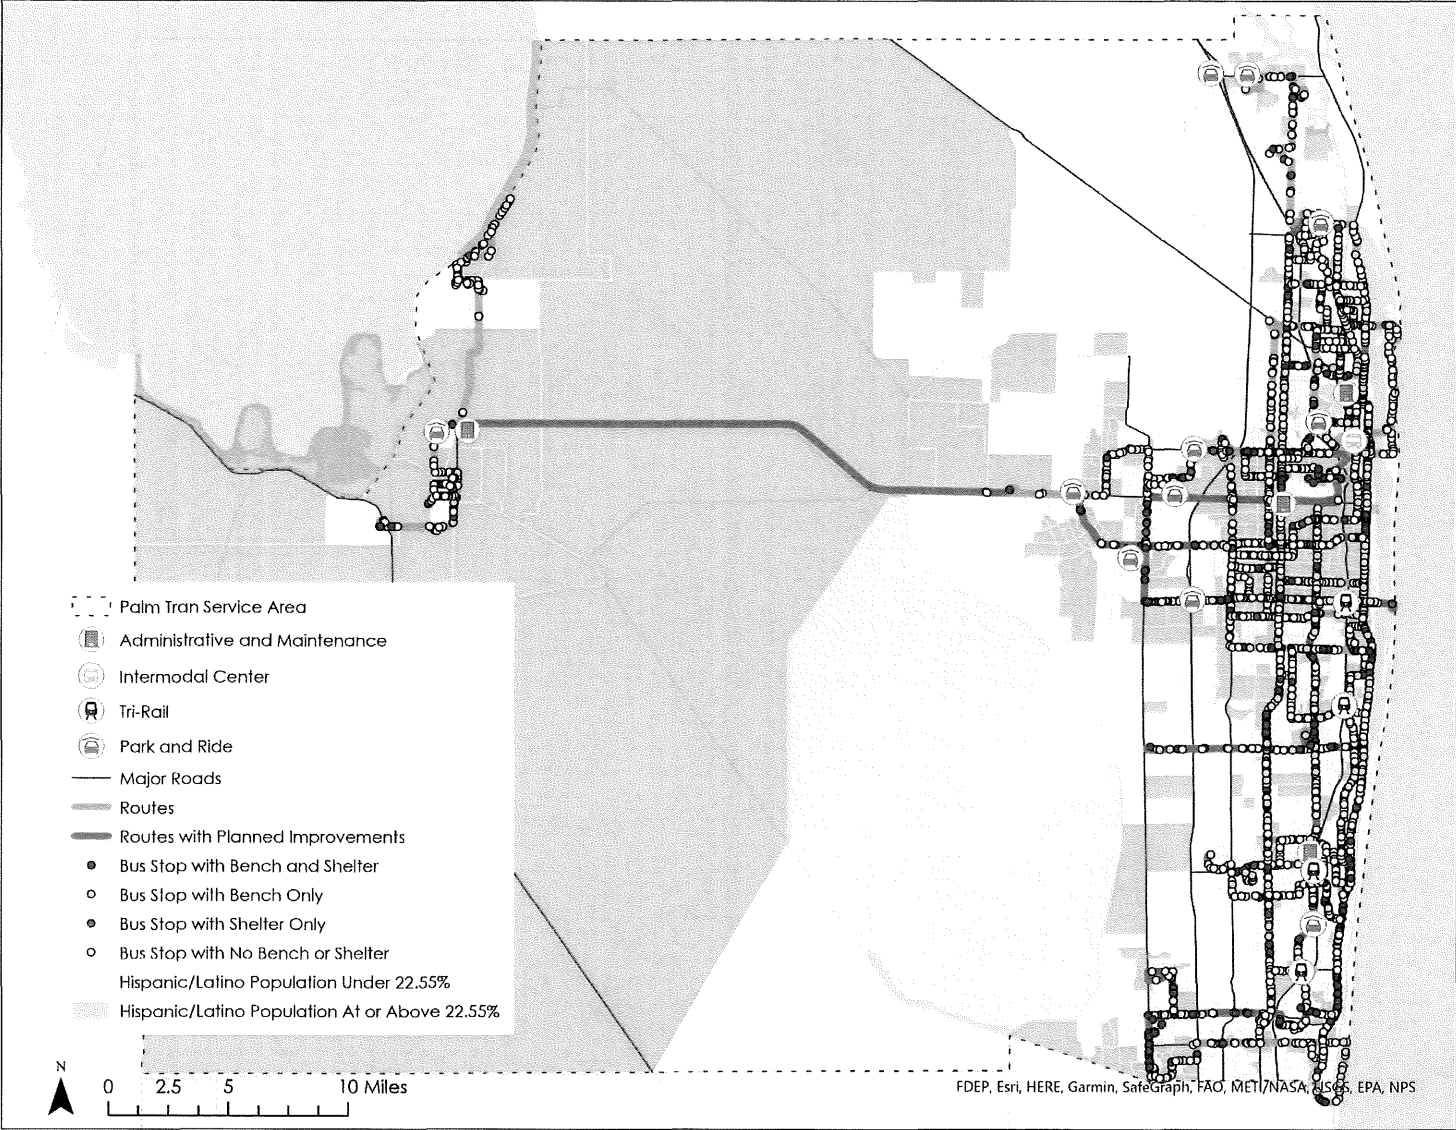 Palm Tran Service Area
Administrative and Maintenance
Intermodal Center
Tri-Rail
Park and Ride
Major Roads
Routes
Routes with Planned Improvements
Bus Stop with Bench and Shelter
Bus Stop with Bench Only
Bus Stop with Shelter Only
Bus Stop with No Bench or Shelter
Hispanic/Latino Population Under 22.55%
Hispanic/Latino Population At or Above 22.55%
N
0 2.5 5 10 Miles
FDEP, Esri, HERE, Garmin, SafeGraph, FAO, METI/NASA, USGS, EPA, NPS